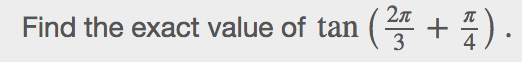 Find the exact value of tan (2π/3 + π/4).